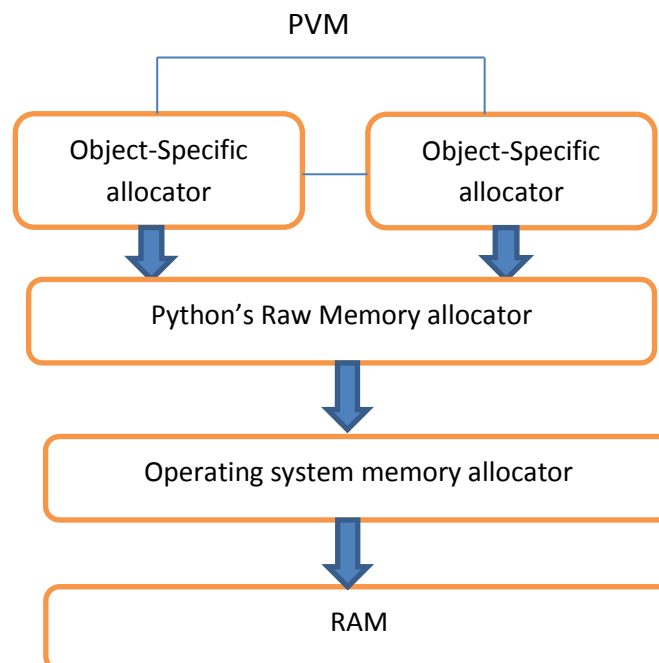 PVM
Object-Specific
allocator
Object-Specific
allocator
Python’s Raw Memory allocator
Operating system memory allocator
RAM